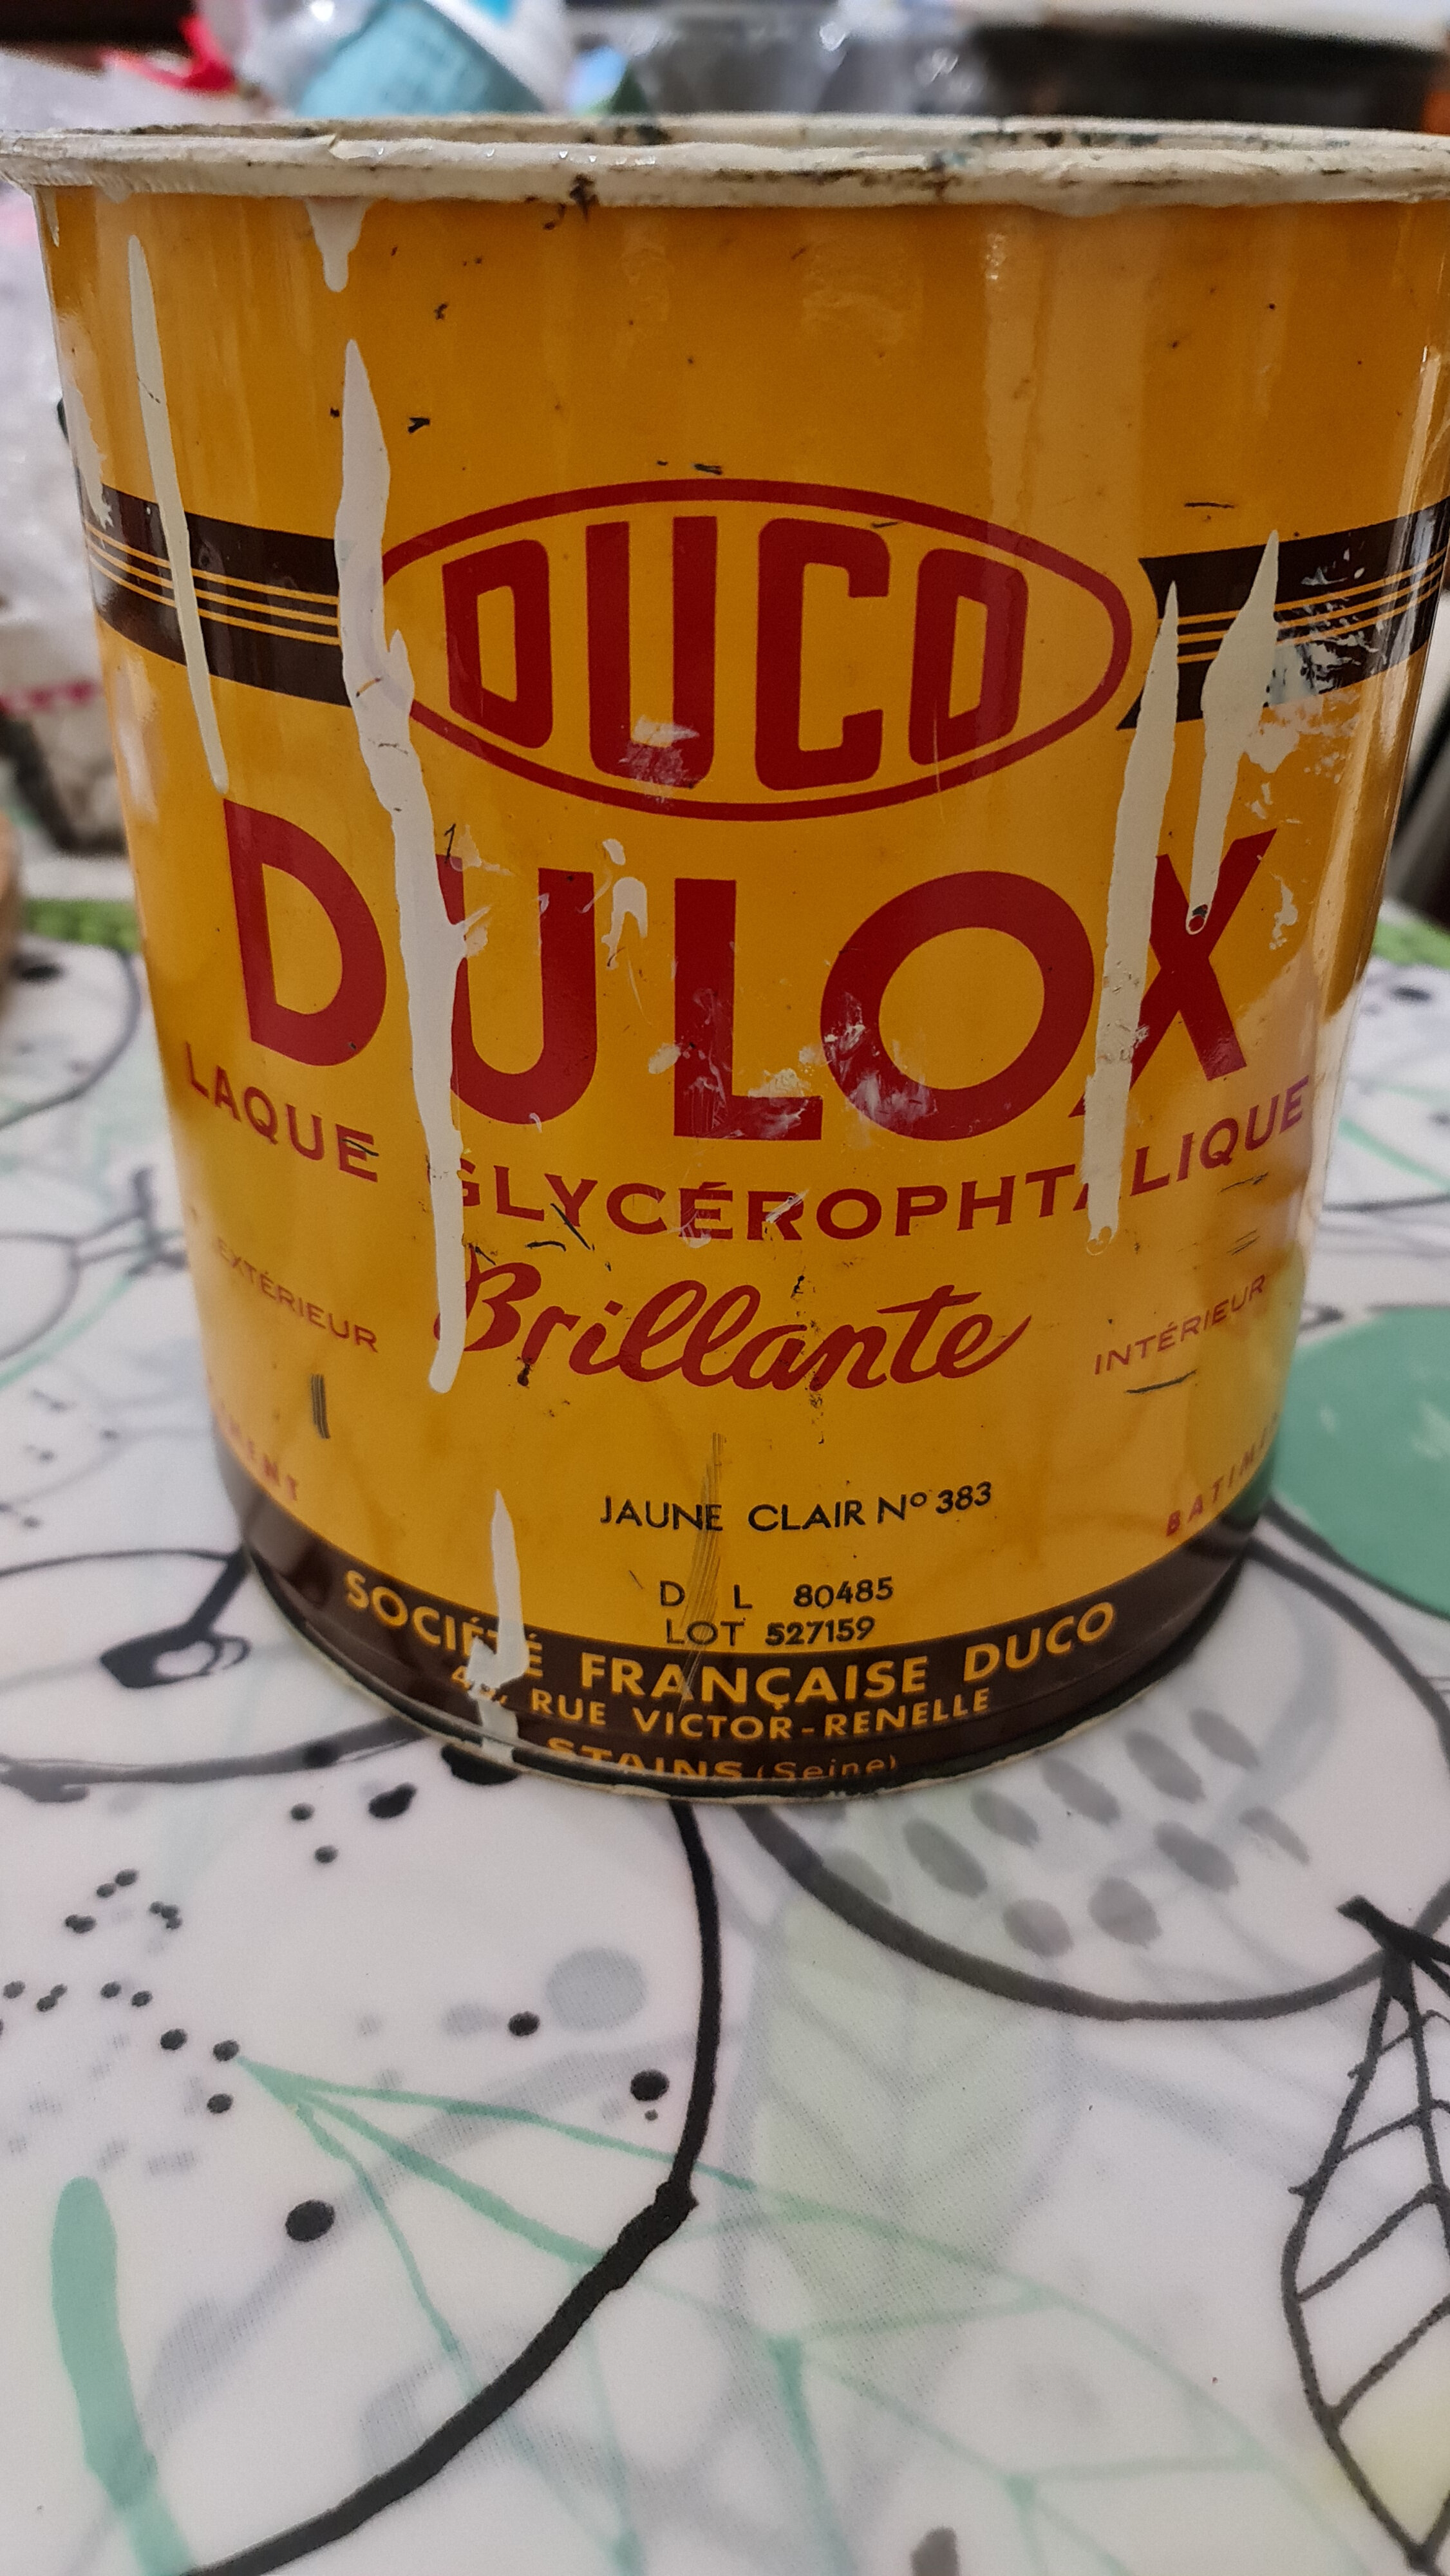 DUCO
DULOX
LAQUE GLYCÉROPHTALIQUE
Brillante
EXTÉRIEUR
INTÉRIEUR
JAUNE CLAIR Nº 383
D L 80485
LOT 527159
SOCIÉTÉ FRANÇAISE DUCO
RUE VICTOR-RENELLE
STAINS (Seine)